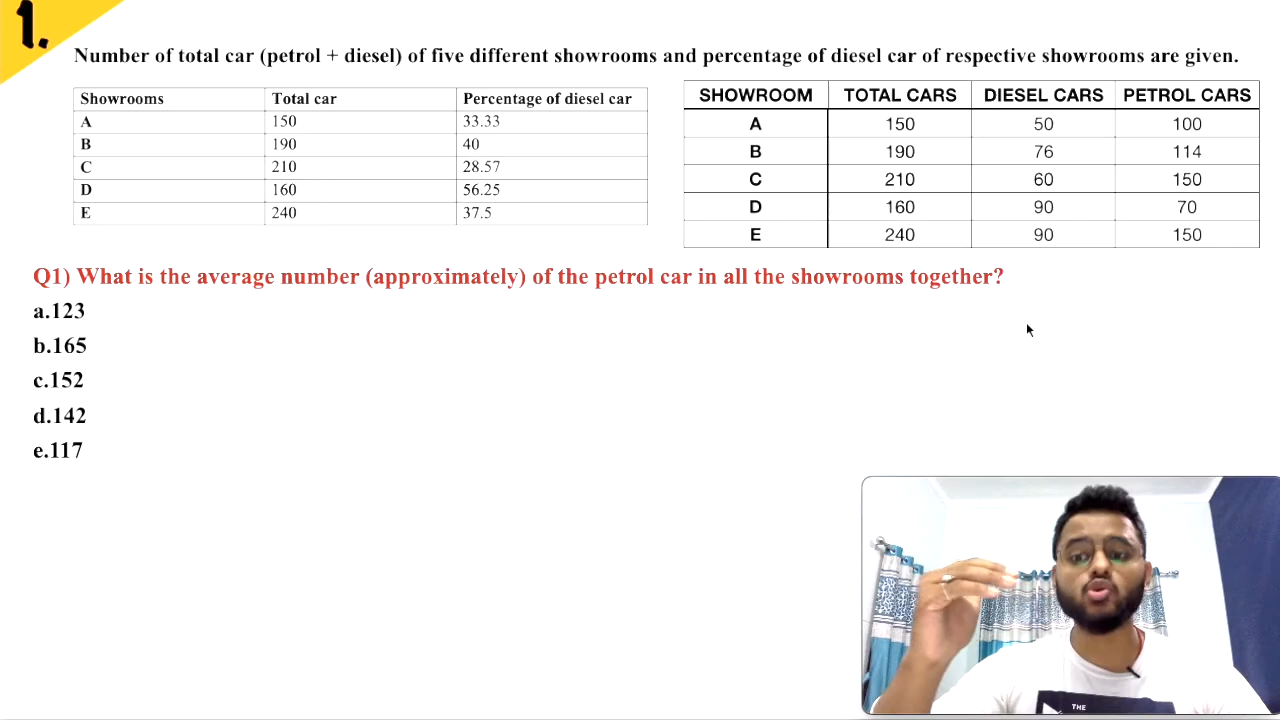 1.
Number of total car (petrol + diesel) of five different showrooms and percentage of diesel car of respective showrooms are given.
Showrooms Total car Percentage of diesel car
A 150 33.33
B 190 40
C 210 28.57
D 160 56.25
E 240 37.5
SHOWROOM TOTAL CARS DIESEL CARS PETROL CARS
A 150 50 100
B 190 76 114
C 210 60 150
D 160 90 70
E 240 90 150
Q1) What is the average number (approximately) of the petrol car in all the showrooms together?
a.123
b.165
c.152
d.142
e.117
THE